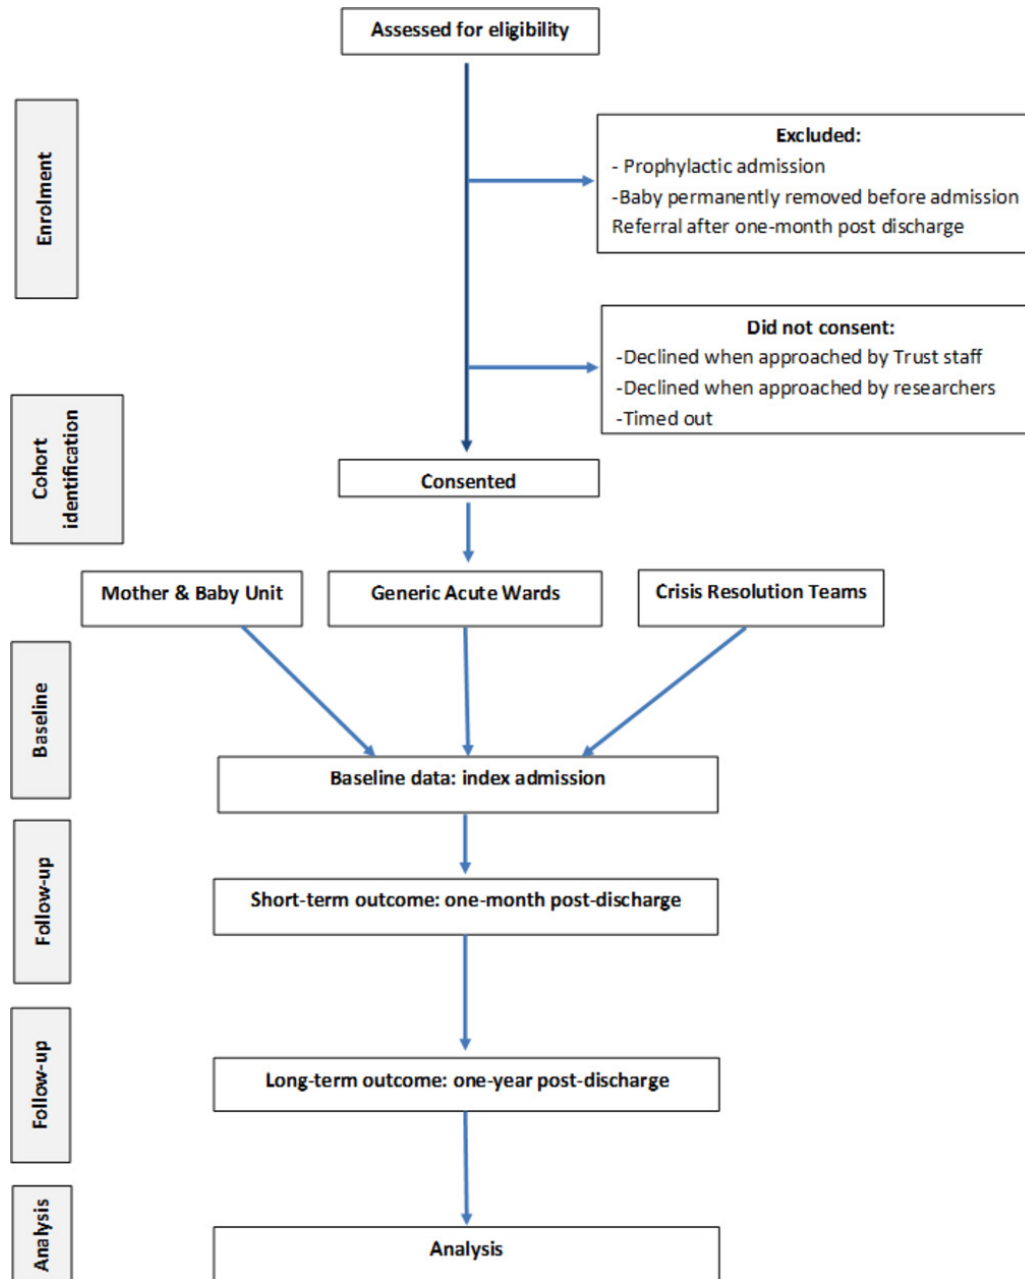 Assessed for eligibility
Enrolment
Excluded:
- Prophylactic admission
-Baby permanently removed before admission
Referral after one-month post discharge
Did not consent:
-Declined when approached by Trust staff
-Declined when approached by researchers
-Timed out
Cohort
identification
Consented
Mother & Baby Unit
Generic Acute Wards
Crisis Resolution Teams
Baseline
Baseline data: index admission
Follow-up
Short-term outcome: one-month post-discharge
Follow-up
Long-term outcome: one-year post-discharge
Analysis
Analysis